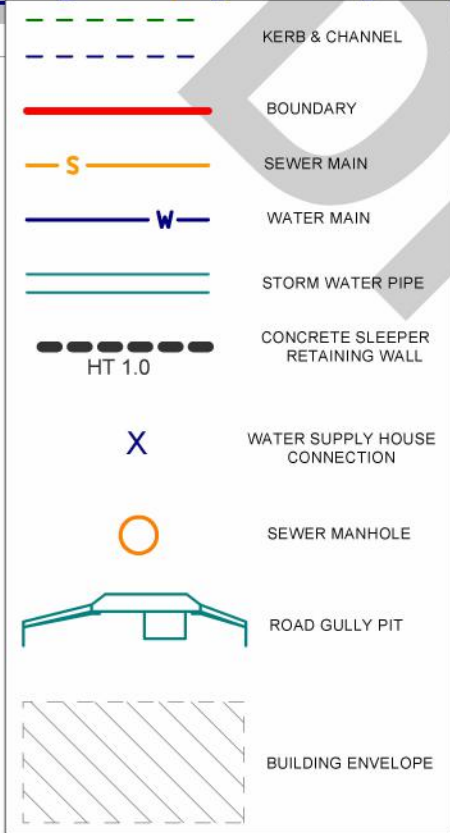 KERB & CHANNEL
BOUNDARY
S
SEWER MAIN
W
WATER MAIN
STORM WATER PIPE
HT 1.0
CONCRETE SLEEPER
RETAINING WALL
X
WATER SUPPLY HOUSE
CONNECTION
SEWER MANHOLE
ROAD GULLY PIT
BUILDING ENVELOPE